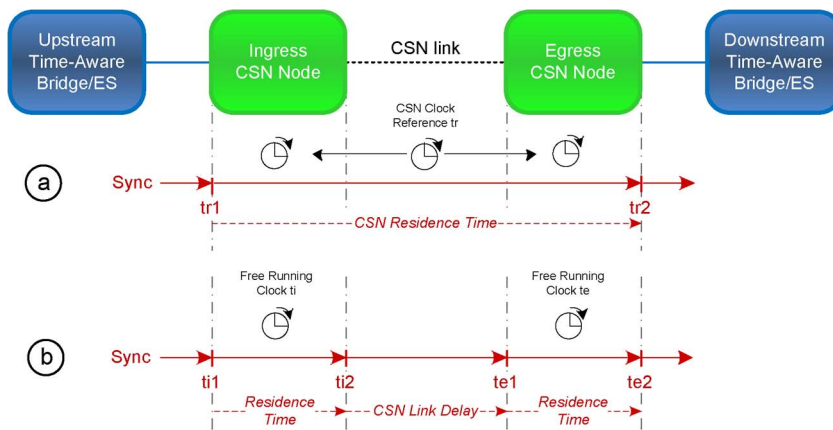 Upstream
Time-Aware
Bridge/ES
Ingress
CSN Node
CSN link
Egress
CSN Node
Downstream
Time-Aware
Bridge/ES
CSN Clock
Reference tr
a
Sync
tr1
tr2
CSN Residence Time
Free Running
Clock ti
Free Running
Clock te
b
Sync
ti1
ti2
te1
te2
Residence
Time
CSN Link Delay
Residence
Time